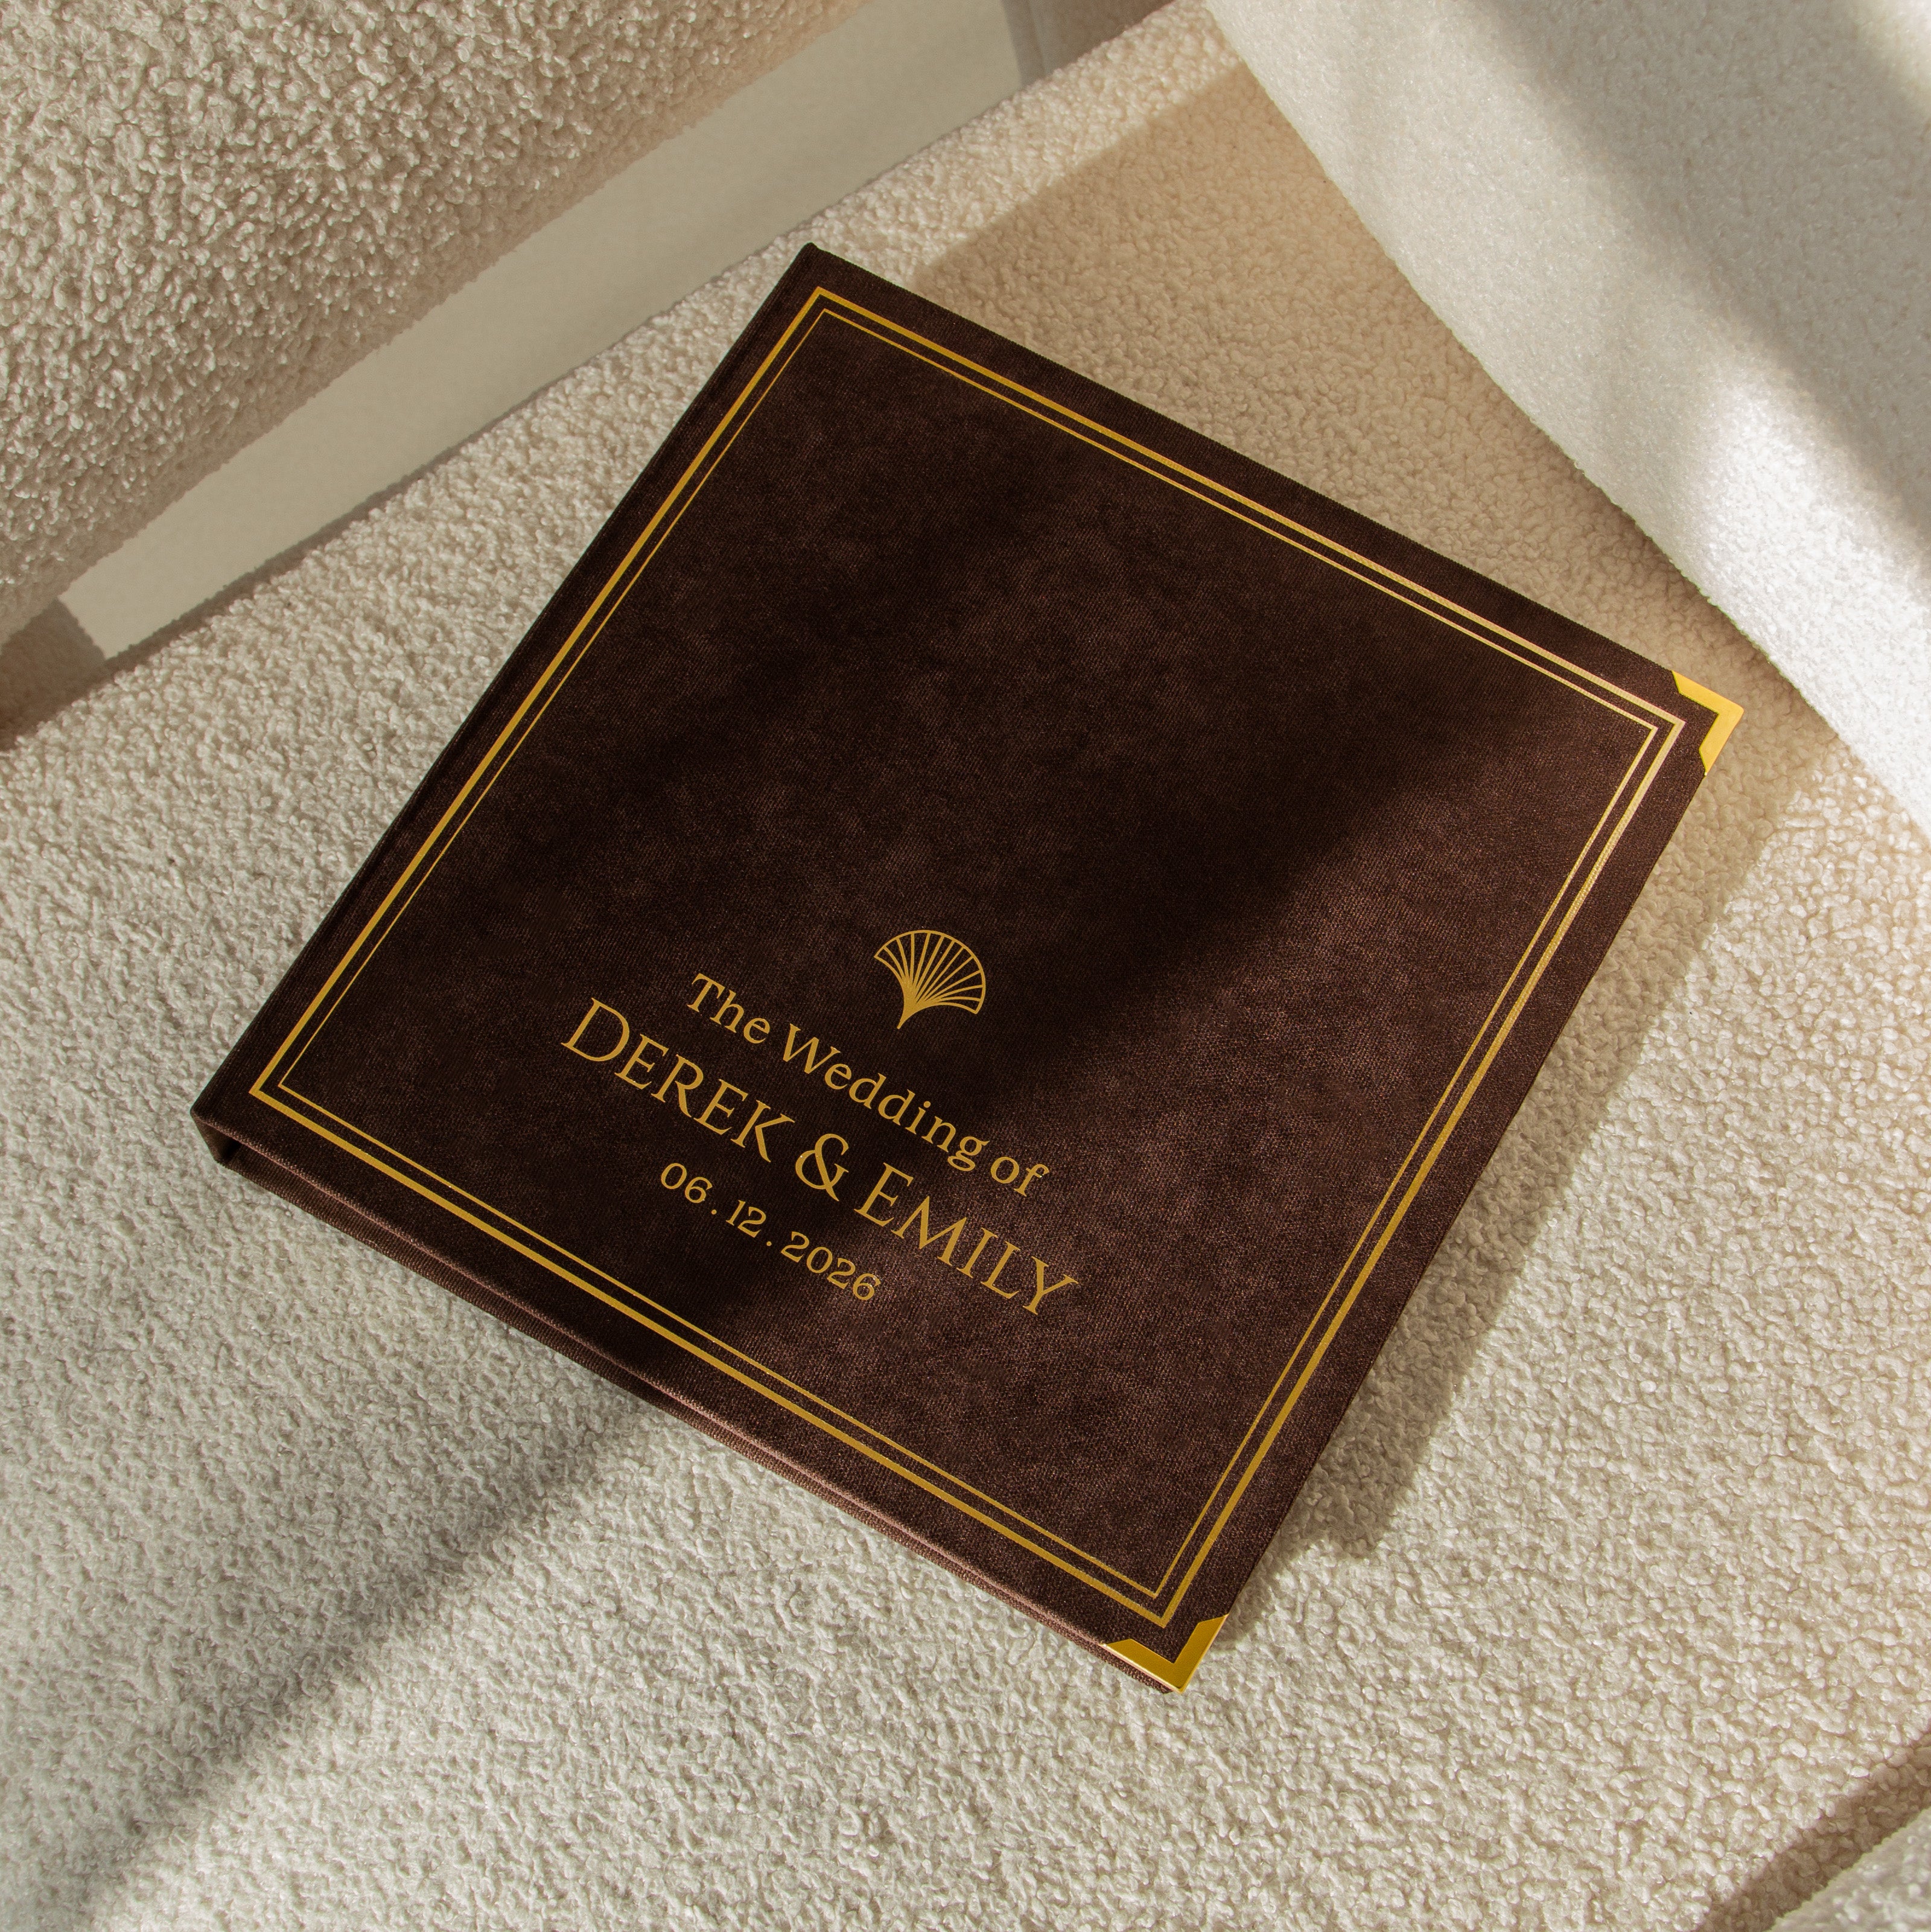 The Wedding of
DEREK & EMILY
06.12.2026